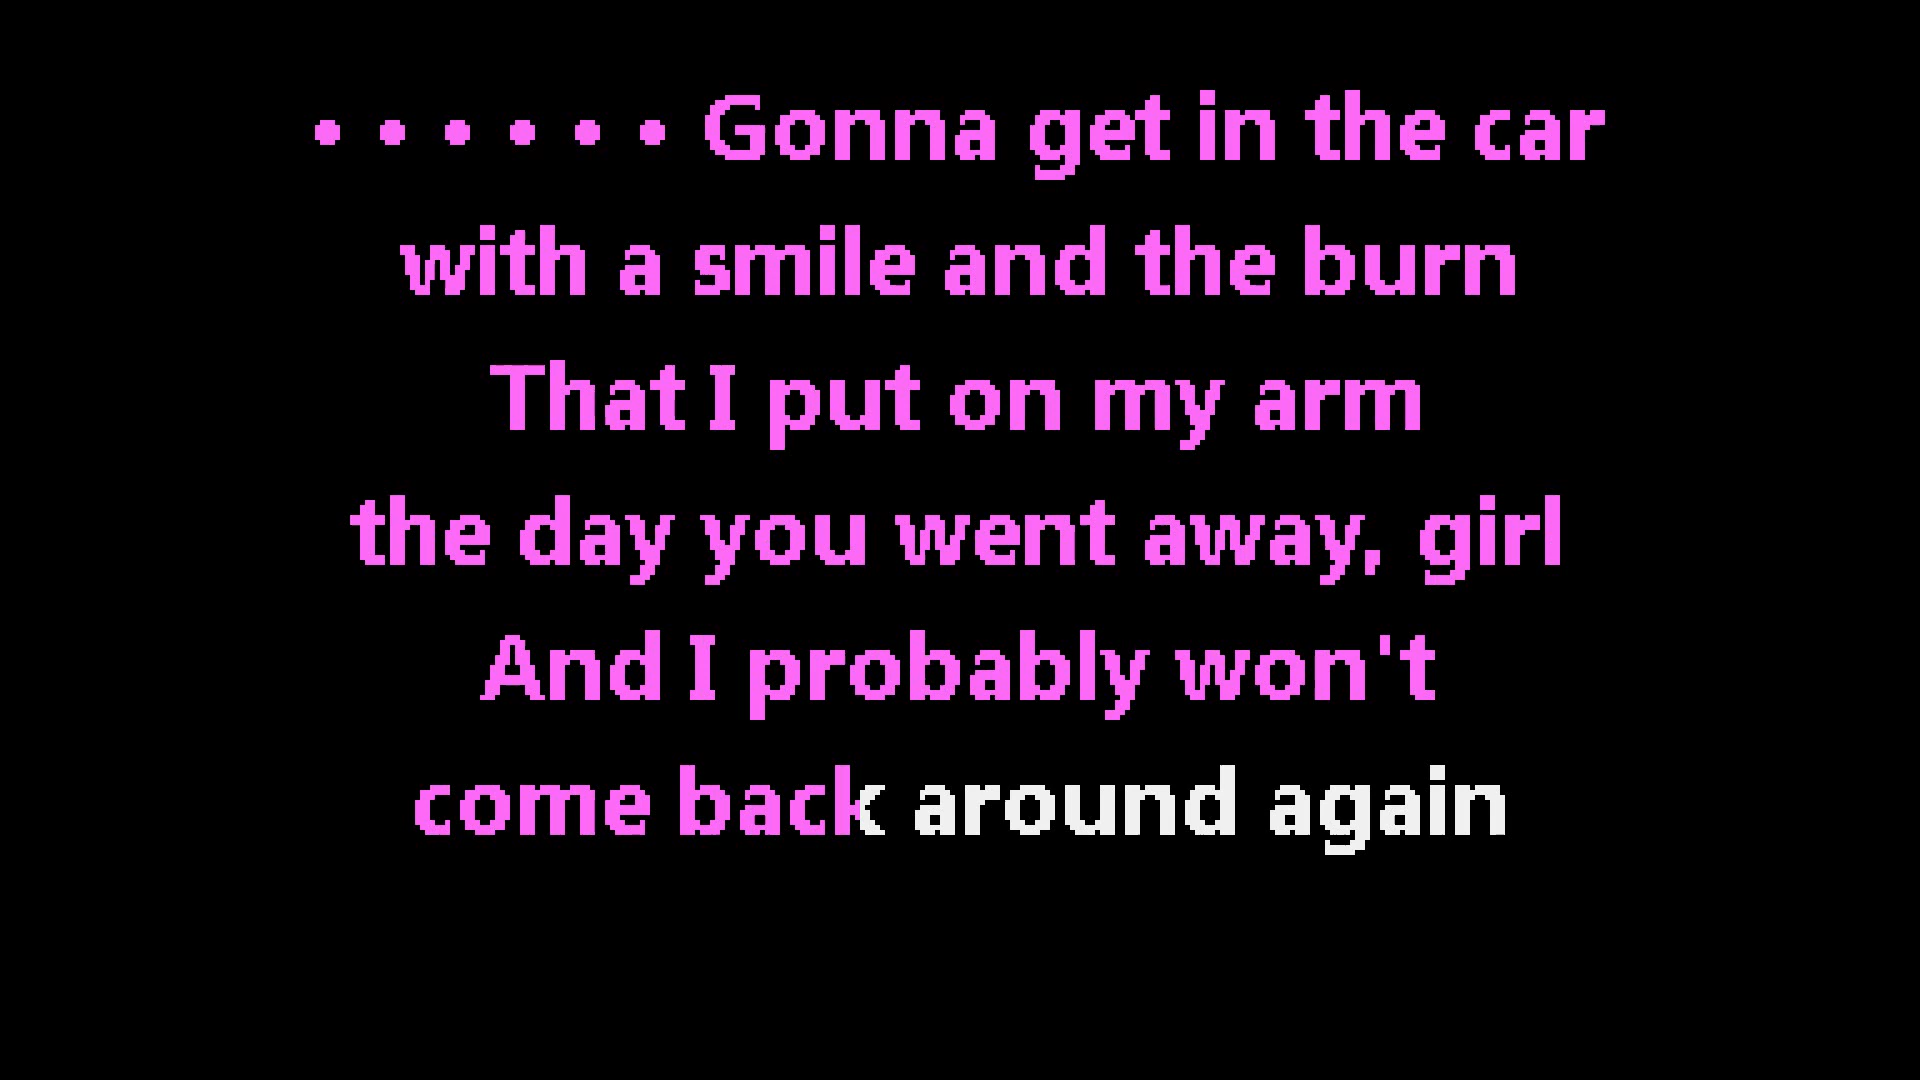 • • • • • • Gonna get in the car
with a smile and the burn
That I put on my arm
the day you went away, girl
And I probably won't
come back around again